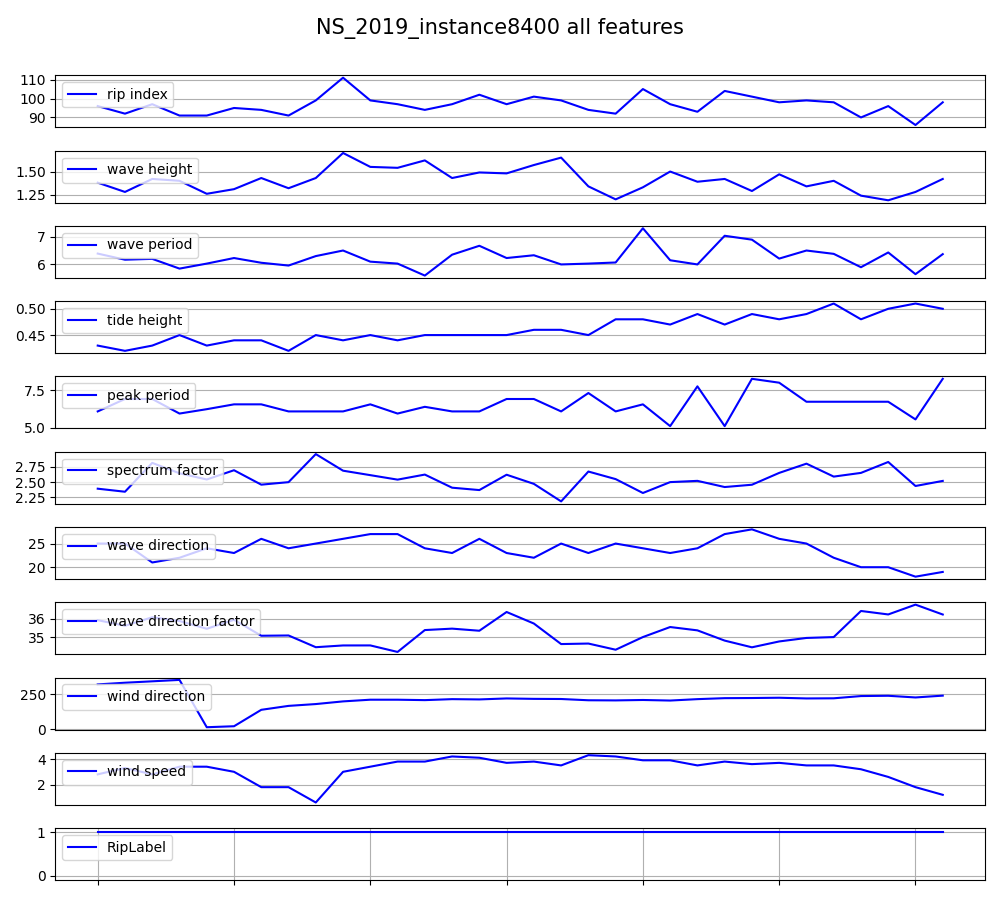 NS_2019_instance8400 all features
110
100
90
rip index
1.50
1.25
wave height
7
6
wave period
0.50
0.45
tide height
7.5
5.0
peak period
2.75
2.50
2.25
spectrum factor
25
20
wave direction
36
35
wave direction factor
250
0
wind direction
4
2
wind speed
1
0
RipLabel